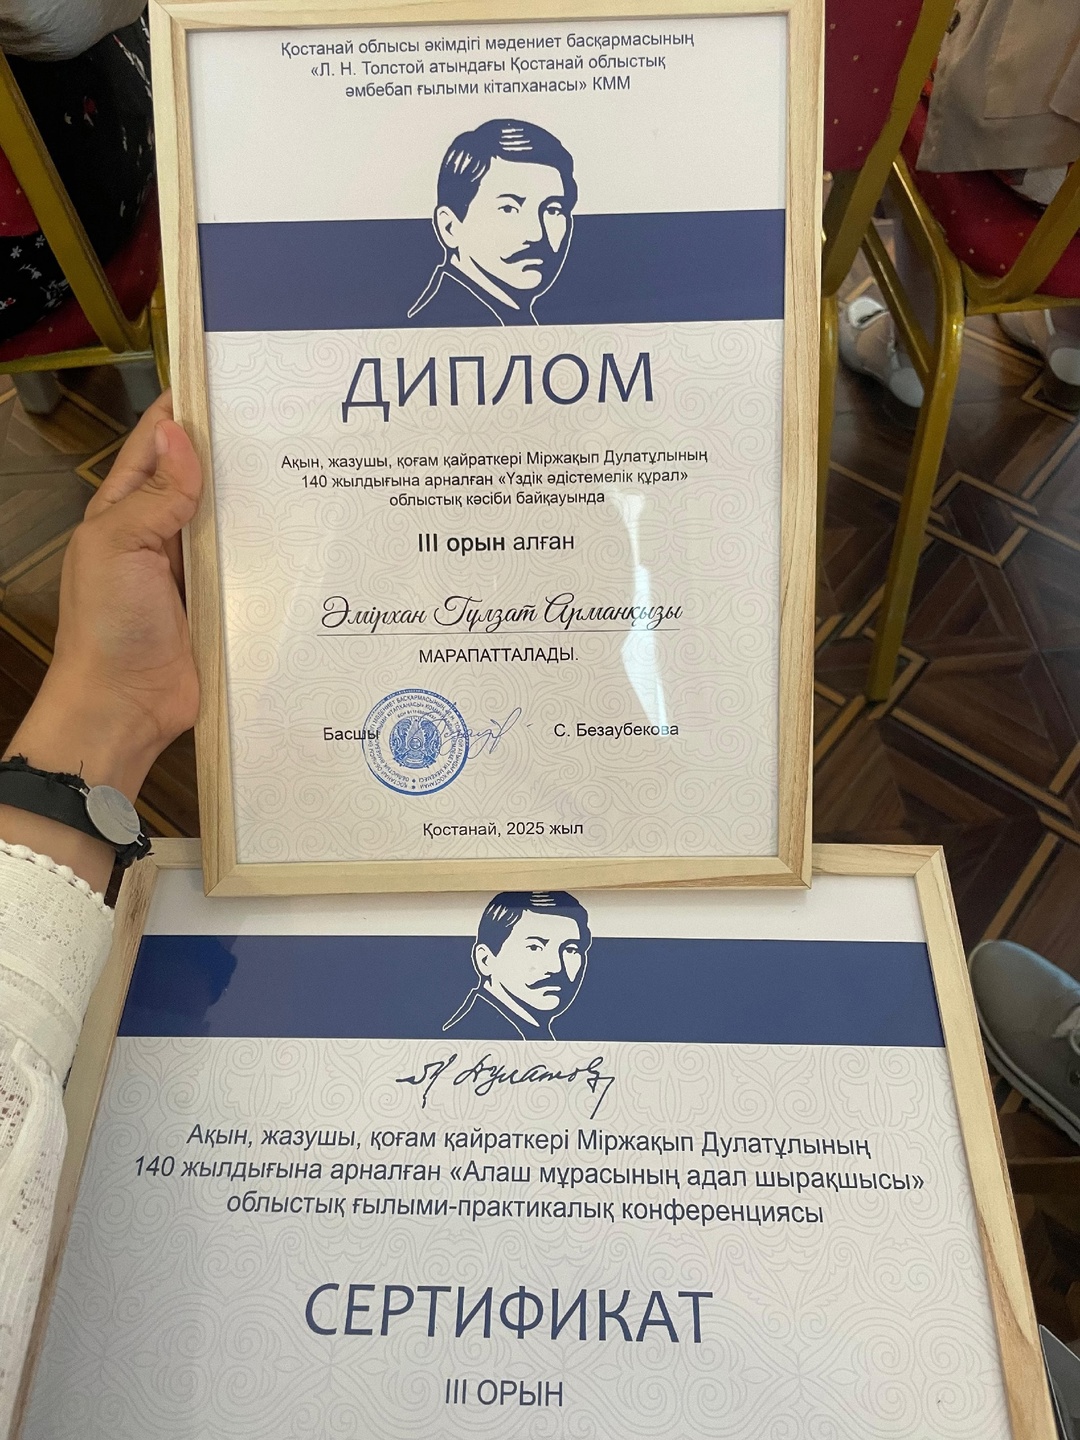 Қостанай облысы әкімдігі мәдениет басқармасының
«Л. Н. Толстой атындағы Қостанай облыстық
әмбебап ғылыми кітапханасы» КММ
ДИПЛОМ
Ақын, жазушы, қоғам қайраткері Міржақып Дулатұлының
140 жылдығына арналған «Үздік әдістемелік құрал»
облыстық кәсіби байқауында
III орын алған
Әмірхан Гүлзат Арманқызы
МАРАПАТТАЛАДЫ.
Басшы С. Безаубекова
Қостанай, 2025 жыл
Дулатов
Ақын, жазушы, қоғам қайраткері Міржақып Дулатұлының
140 жылдығына арналған «Алаш мұрасының адал шырақшысы»
облыстық ғылыми-практикалық конференциясы
СЕРТИФИКАТ
III ОРЫН